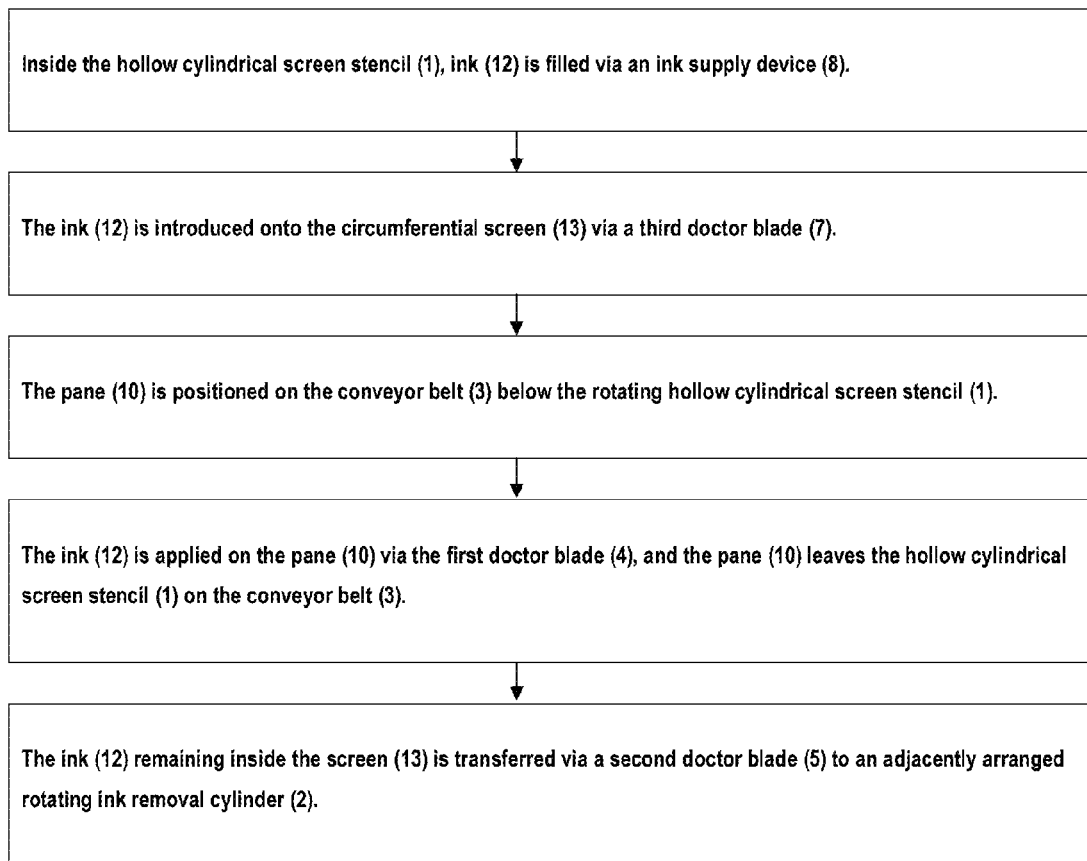 Inside the hollow cylindrical screen stencil (1), ink (12) is filled via an ink supply device (8).
The ink (12) is introduced onto the circumferential screen (13) via a third doctor blade (7).
The pane (10) is positioned on the conveyor belt (3) below the rotating hollow cylindrical screen stencil (1).
The ink (12) is applied on the pane (10) via the first doctor blade (4), and the pane (10) leaves the hollow cylindrical
screen stencil (1) on the conveyor belt (3).
The ink (12) remaining inside the screen (13) is transferred via a second doctor blade (5) to an adjacently arranged
rotating ink removal cylinder (2).